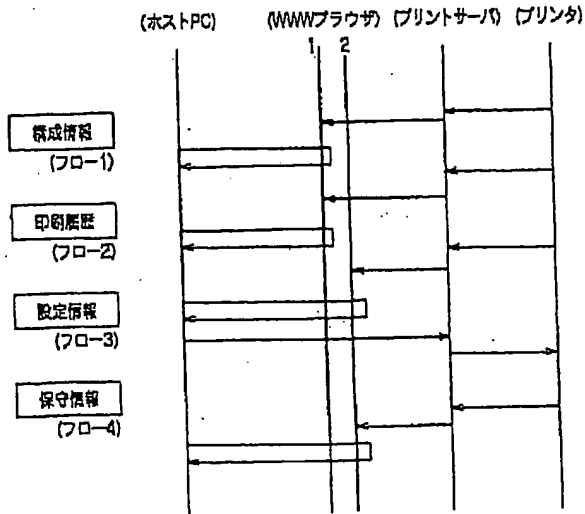 (ホストPC) (WWWブラウザ) (プリントサーバ) (プリンタ)
1 2
構成情報
(フロー1)
印刷履歴
(フロー2)
設定情報
(フロー3)
保守情報
(フロー4)